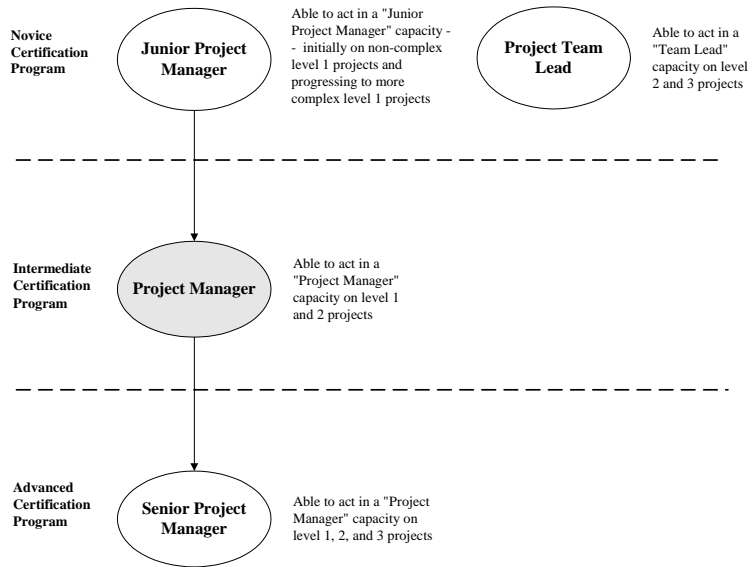 Novice
Certification
Program
Junior Project
Manager
Able to act in a "Junior
Project Manager" capacity -
- initially on non-complex
level 1 projects and
progressing to more
complex level 1 projects
Project Team
Lead
Able to act in a
"Team Lead"
capacity on level
2 and 3 projects
Intermediate
Certification
Program
Project Manager
Able to act in a
"Project Manager"
capacity on level 1
and 2 projects
Advanced
Certification
Program
Senior Project
Manager
Able to act in a "Project
Manager" capacity on
level 1, 2, and 3 projects